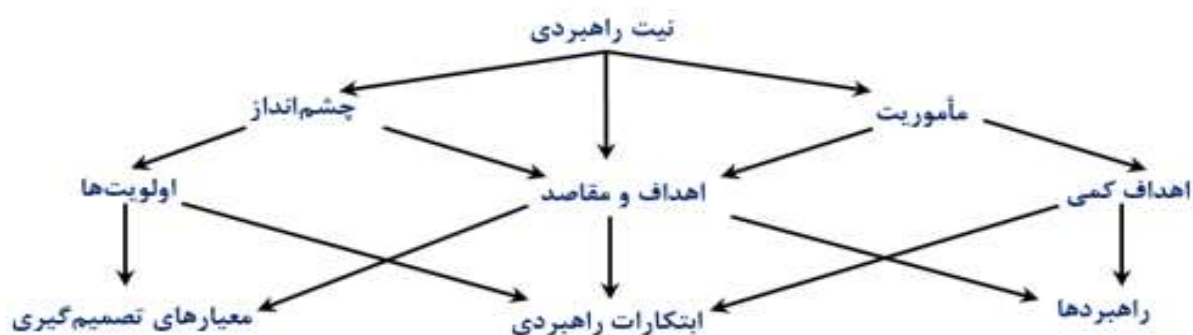 نیت راهبردی
مأموریت
چشم‌انداز
اهداف کمی
اهداف و مقاصد
اولویت‌ها
راهبردها
ابتکارات راهبردی
معیارهای تصمیم‌گیری